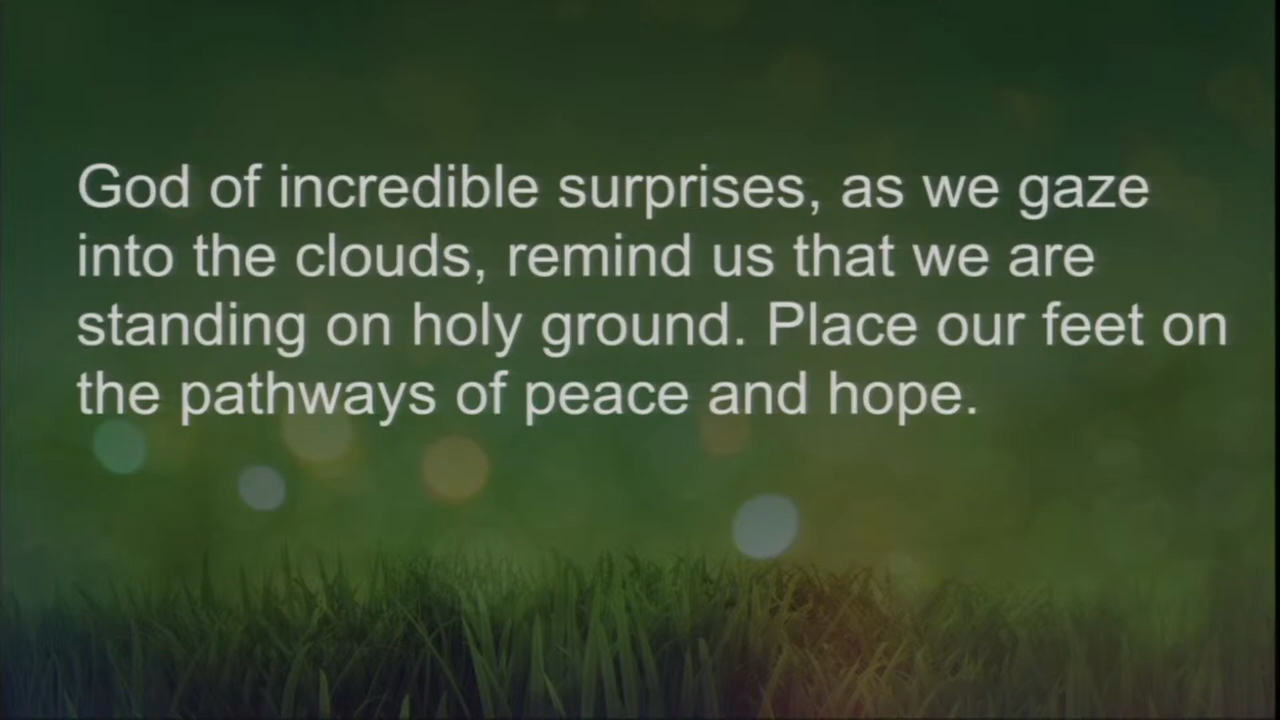 God of incredible surprises, as we gaze
into the clouds, remind us that we are
standing on holy ground. Place our feet on
the pathways of peace and hope.